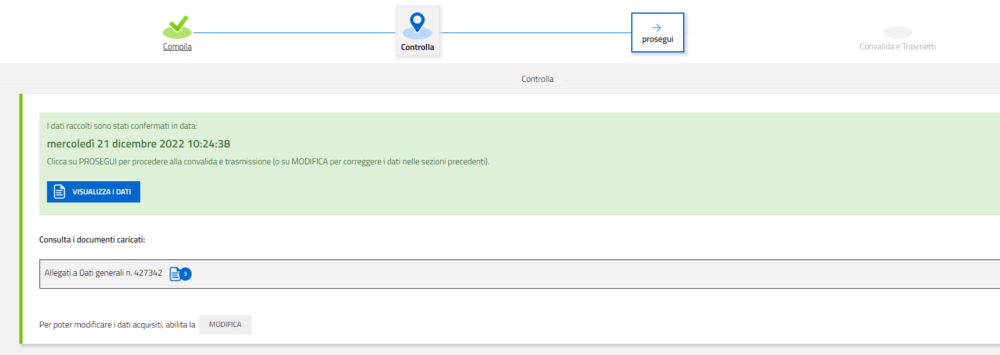 Compila
Controlla
prosegui
Convalida e Trasmetti
Controlla
I dati raccolti sono stati confermati in data:
mercoledì 21 dicembre 2022 10:24:38
Clicca su PROSEGUI per procedere alla convalida e trasmissione (o su MODIFICA per correggere i dati nelle sezioni precedenti).
VISUALIZZA I DATI
Consulta i documenti caricati:
Allegati a Dati generali n. 427342 3
Per poter modificare i dati acquisiti, abilita la MODIFICA